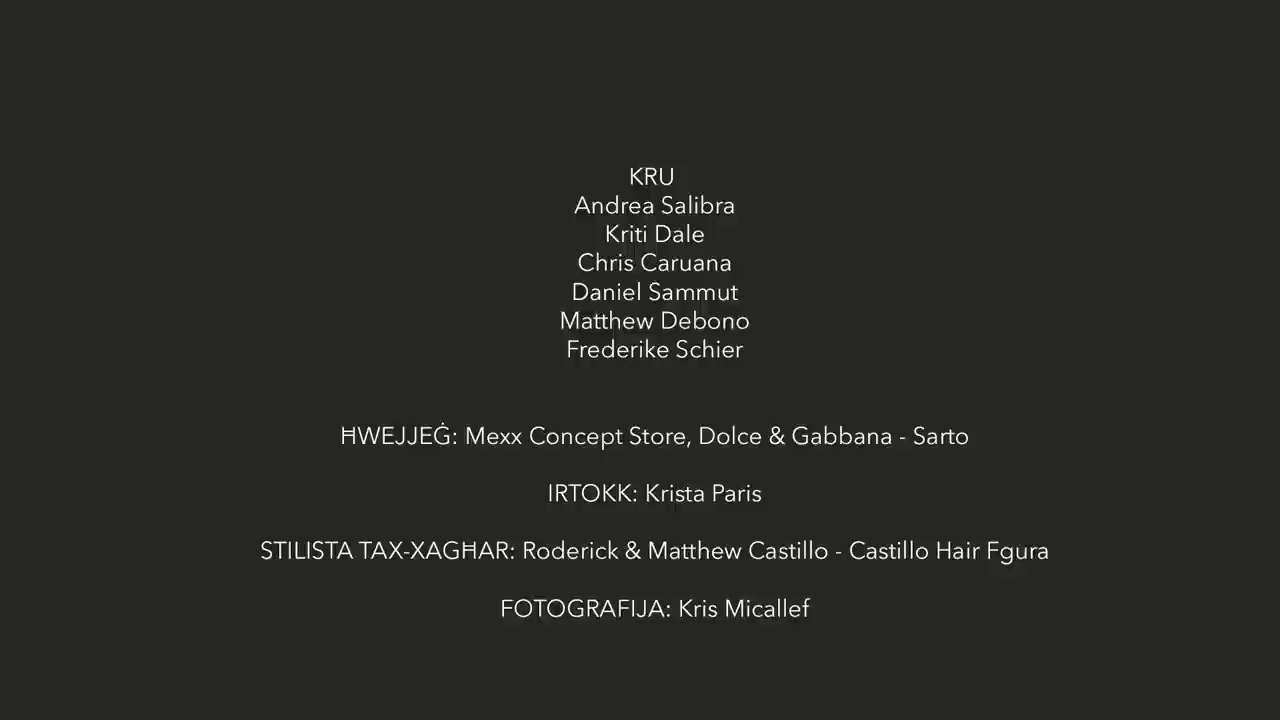 KRU
Andrea Salibra
Kriti Dale
Chris Caruana
Daniel Sammut
Matthew Debono
Frederike Schier
ĦWEJJEĠ: Mexx Concept Store, Dolce & Gabbana - Sarto
IRTOKK: Krista Paris
STILISTA TAX-XAGĦAR: Roderick & Matthew Castillo - Castillo Hair Fgura
FOTOGRAFIJA: Kris Micallef